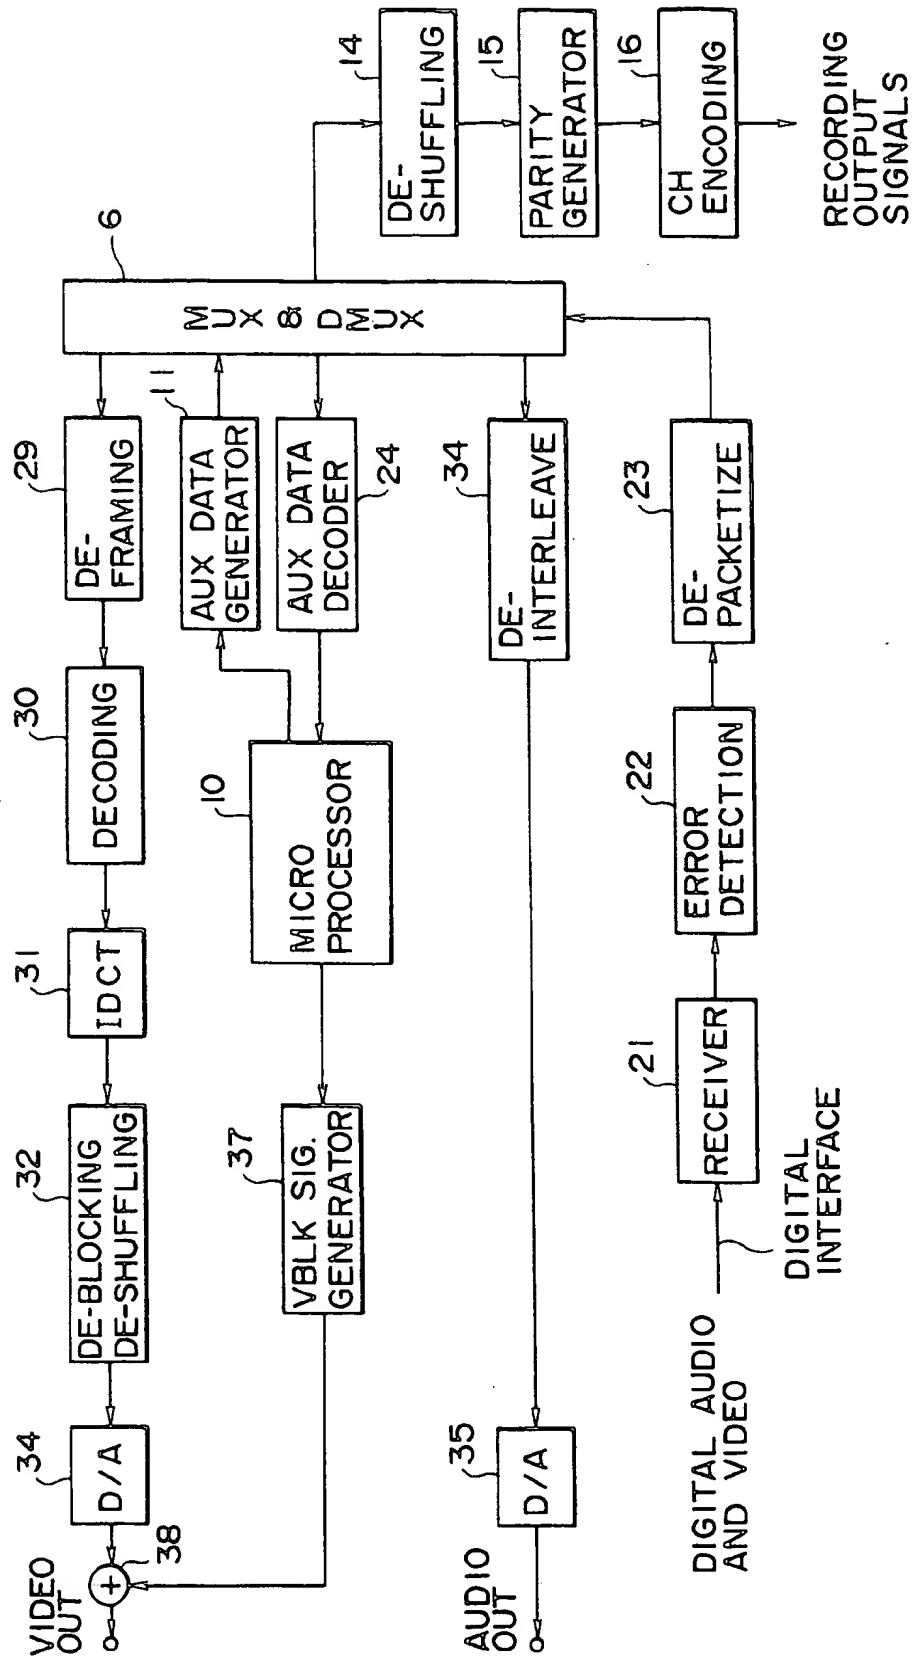 VIDEO
OUT
38
34
D/A
32
DE-BLOCKING
DE-SHUFFLING
31
IDCT
30
DECODING
29
DE-
FRAMING
6
MUX & DMUX
11
AUX DATA
GENERATOR
AUX DATA
DECODER
24
10
MICRO
PROCESSOR
37
VBLK SIG.
GENERATOR
AUDIO
OUT
35
D/A
34
DE-
INTERLEAVE
14
DE-
SHUFFLING
15
PARITY
GENERATOR
16
CH
ENCODING
RECORDING
OUTPUT
SIGNALS
DIGITAL AUDIO
AND VIDEO
DIGITAL
INTERFACE
21
RECEIVER
22
ERROR
DETECTION
23
DE-
PACKETIZE